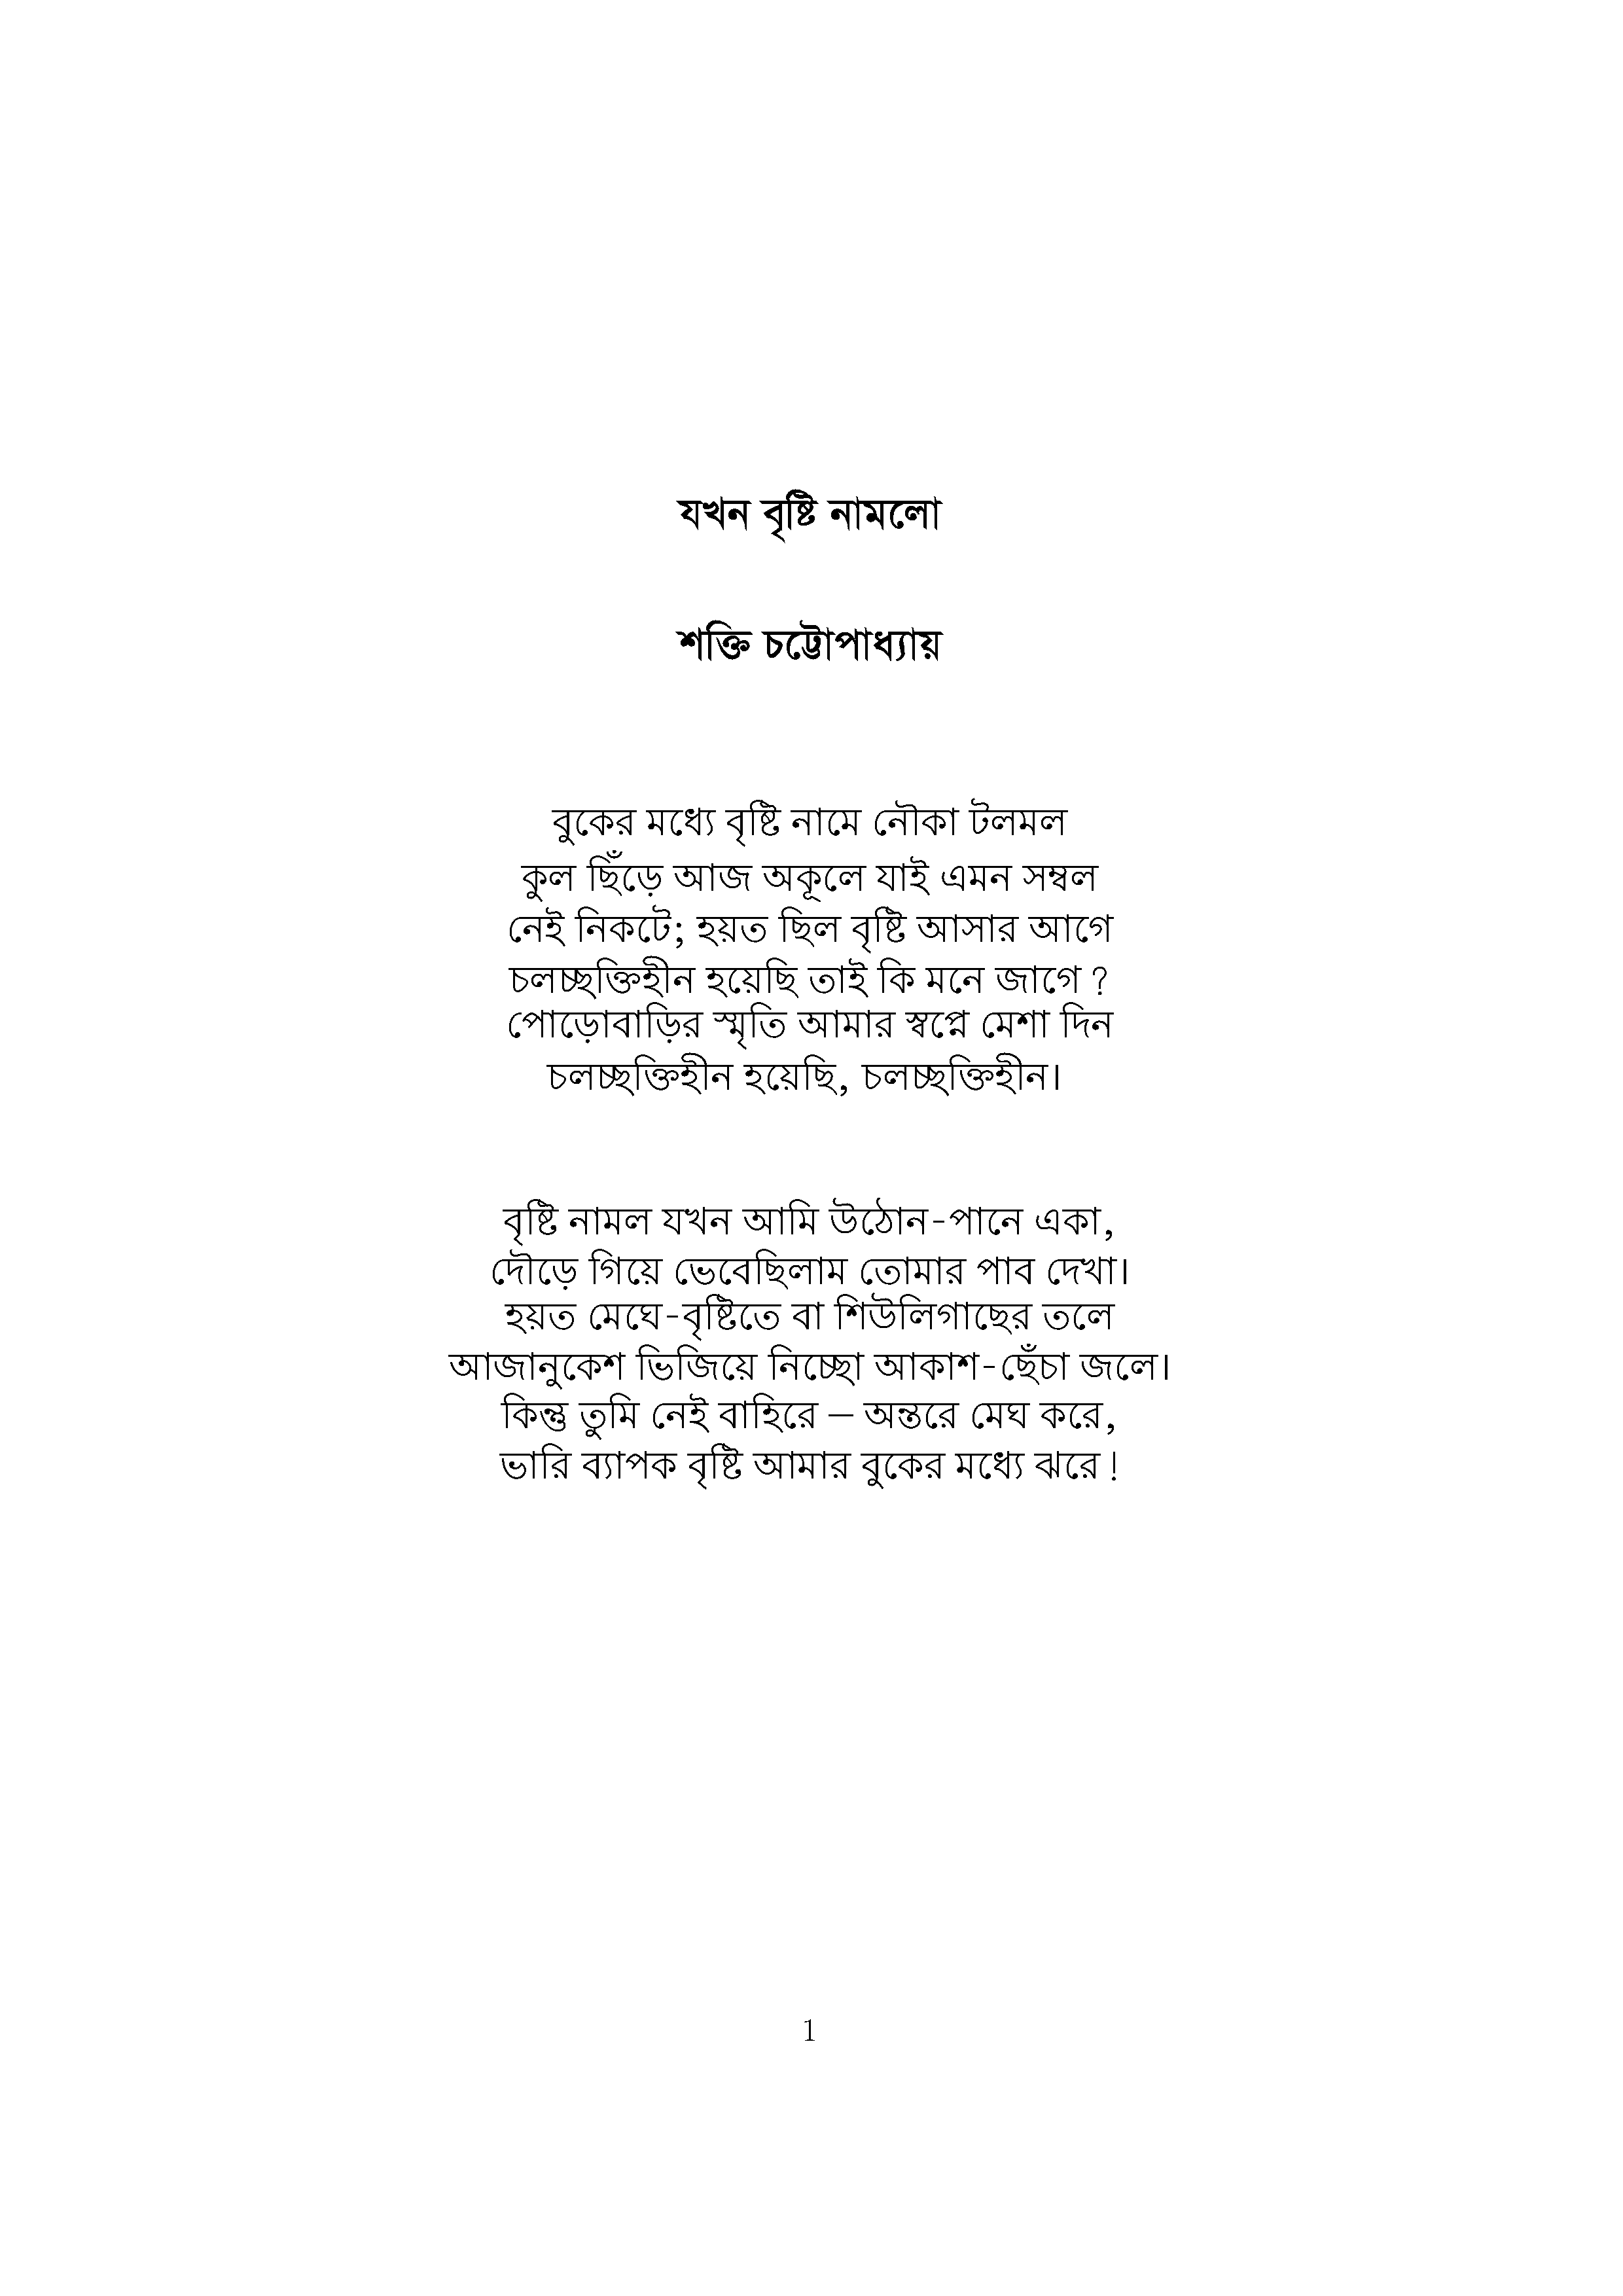 যখন বৃষ্টি নামলো
শক্তি চট্টোপাধ্যায়
বুকের মধ্যে বৃষ্টি নামে নৌকা টলমল
কুল ছিঁড়ে আজ অকূলে যাই এমন সম্বল
নেই নিকটে; হয়ত ছিল বৃষ্টি আসার আগে
চলচ্ছক্তিহীন হয়েছি তাই কি মনে জাগে ?
পোড়োবাড়ির স্মৃতি আমার স্বপ্নে মেশা দিন
চলচ্ছক্তিহীন হয়েছি, চলচ্ছক্তিহীন।
বৃষ্টি নামল যখন আমি উঠোন-পানে একা,
দৌড়ে গিয়ে ভেবেছিলাম তোমার পাব দেখা।
হয়ত মেঘে-বৃষ্টিতে বা শিউলিগাছের তলে
আজানুকেশ ভিজিয়ে নিচ্ছো আকাশ-ছেঁচা জলে।
কিন্তু তুমি নেই বাহিরে – অন্তরে মেঘ করে,
ভারি ব্যাপক বৃষ্টি আমার বুকের মধ্যে ঝরে !
1